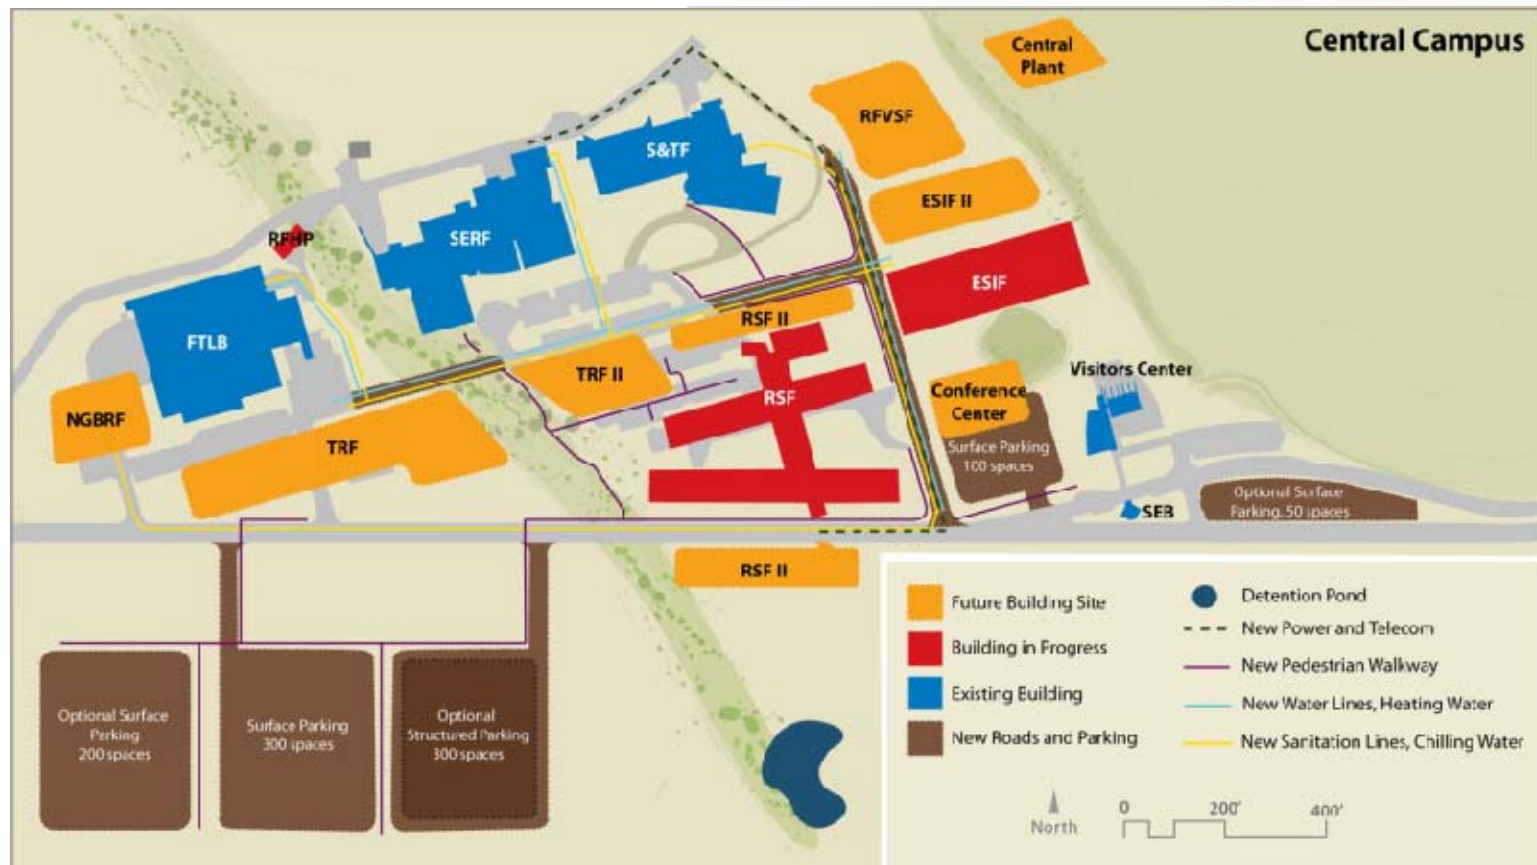 Central Campus
Central
Plant
RFVSF
S&TF
ESIF II
RFHP
SERF
ESIF
RSF II
FTLB
TRF II
Visitors Center
RSF
Conference
Center
NGBRF
TRF
Surface Parking
100 spaces
Optional Surface
Parking, 50 spaces
SEB
RSF II
Future Building Site
Building in Progress
Existing Building
New Roads and Parking
Detention Pond
New Power and Telecom
New Pedestrian Walkway
New Water Lines, Heating Water
New Sanitation Lines, Chilling Water
Optional Surface
Parking
200 spaces
Surface Parking
300 spaces
Optional
Structured Parking
300 spaces
North
0 200' 400'